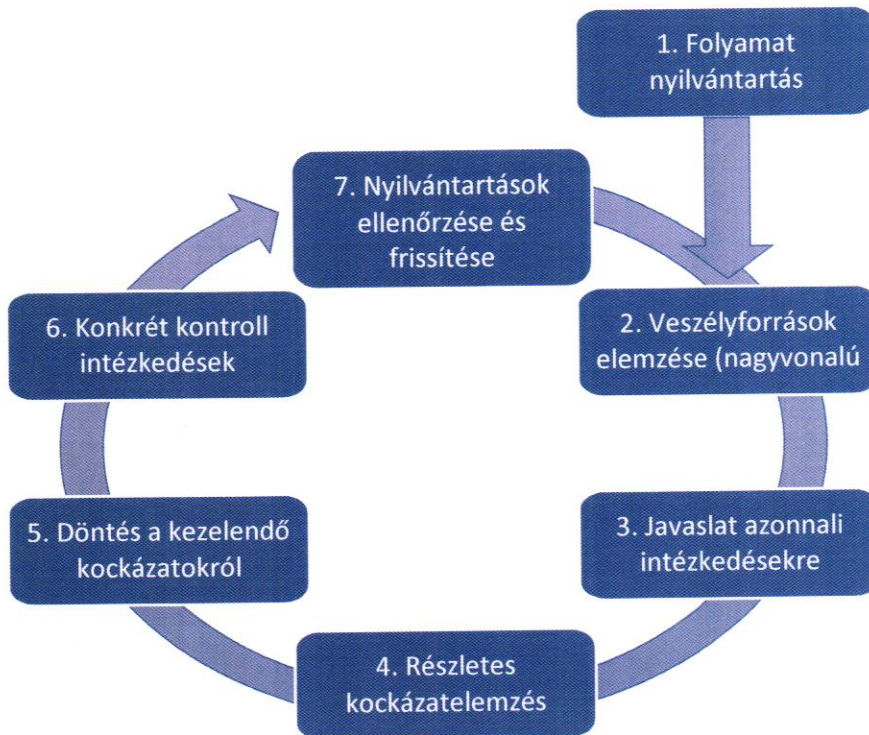 1. Folyamat
nyilvántartás
7. Nyilvántartások
ellenőrzése és
frissítése
2. Veszélyforrások
elemzése (nagyvonalú
3. Javaslat azonnali
intézkedésekre
4. Részletes
kockázatelemzés
5. Döntés a kezelendő
kockázatokról
6. Konkrét kontroll
intézkedések